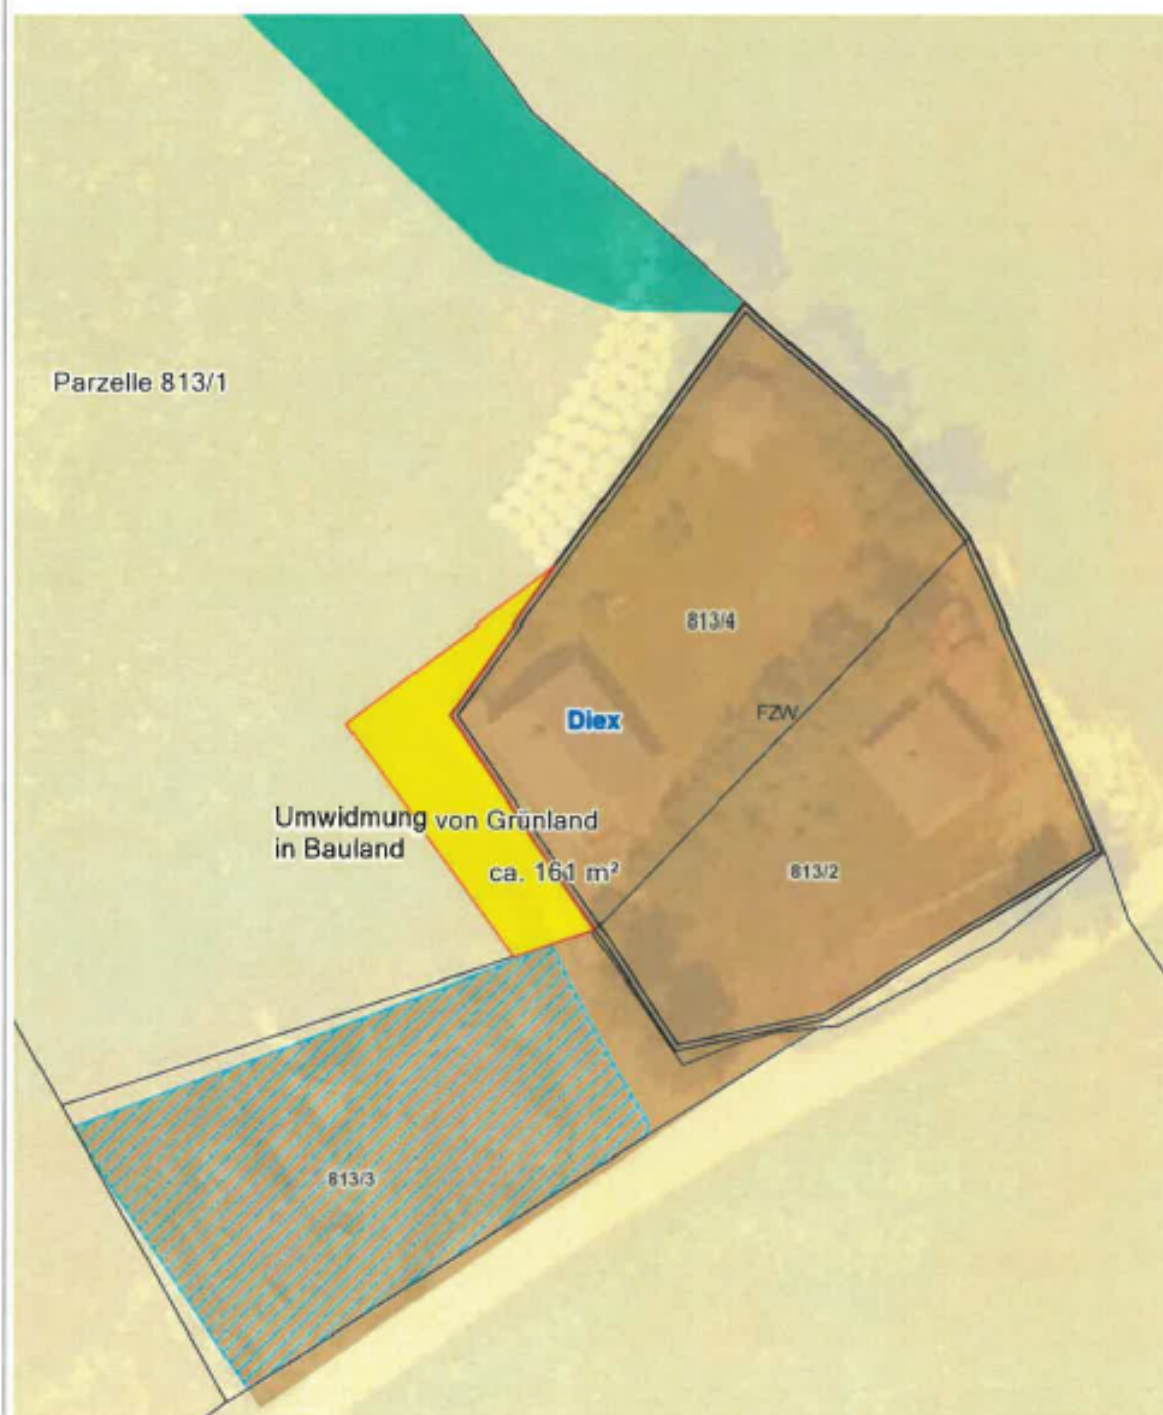 Parzelle 813/1
813/4
Diex
FZW
Umwidmung von Grünland
in Bauland
ca. 161 m²
813/2
813/3